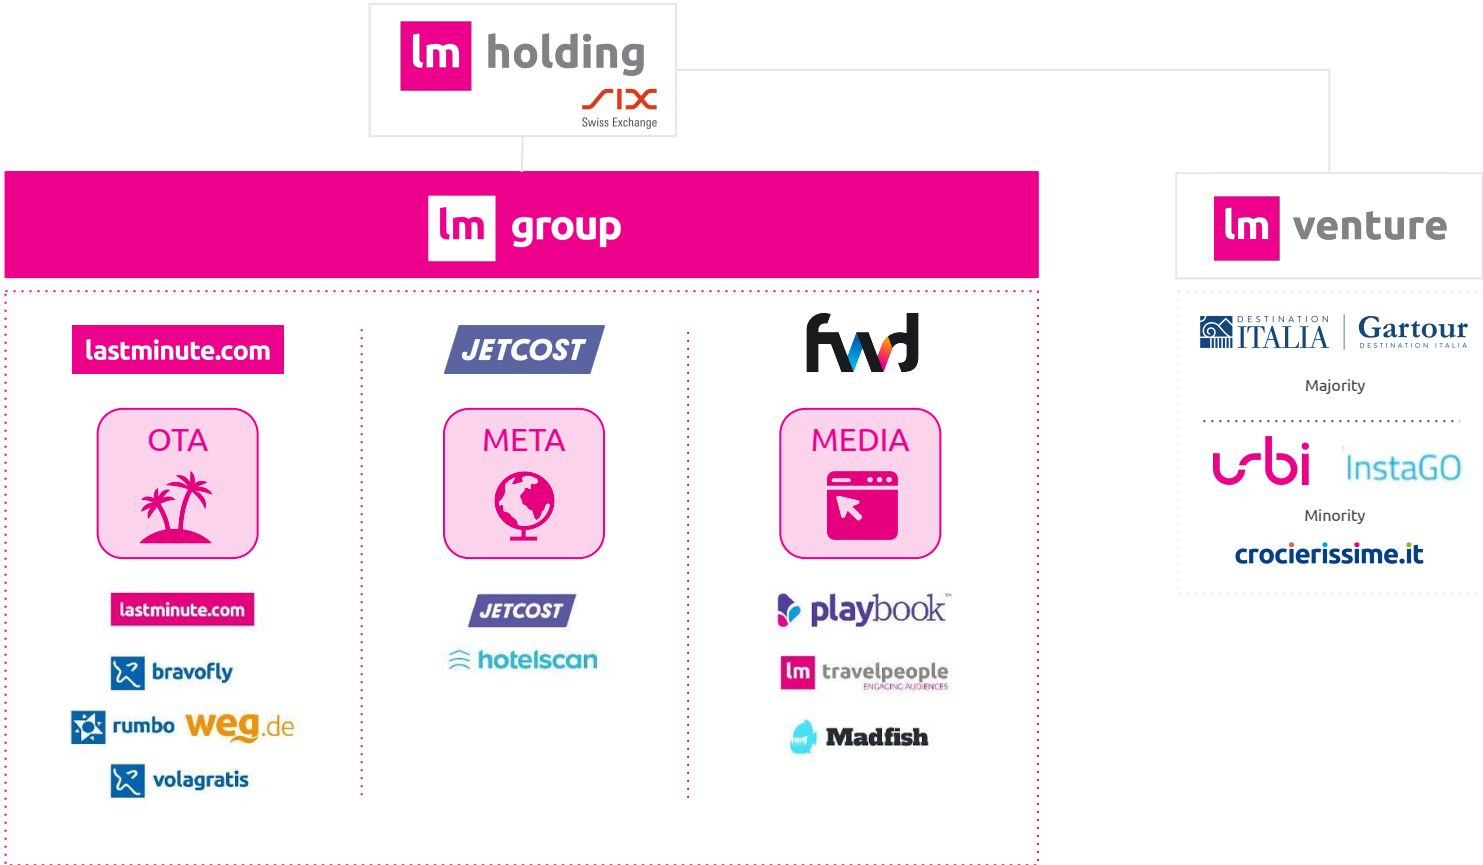 lm holding
SIX
Swiss Exchange
lm group
lm venture
lastminute.com
JETCOST
fwd
OTA
META
MEDIA
lastminute.com
bravofly
rumbo weg.de
volagratis
JETCOST
hotelscan
playbook™
lm travelpeople
ENGAGING AUDIENCES
Madfish
DESTINATION
ITALIA
Gartour
DESTINATION ITALIA
Majority
urbi
InstaGO
Minority
crocierissime.it